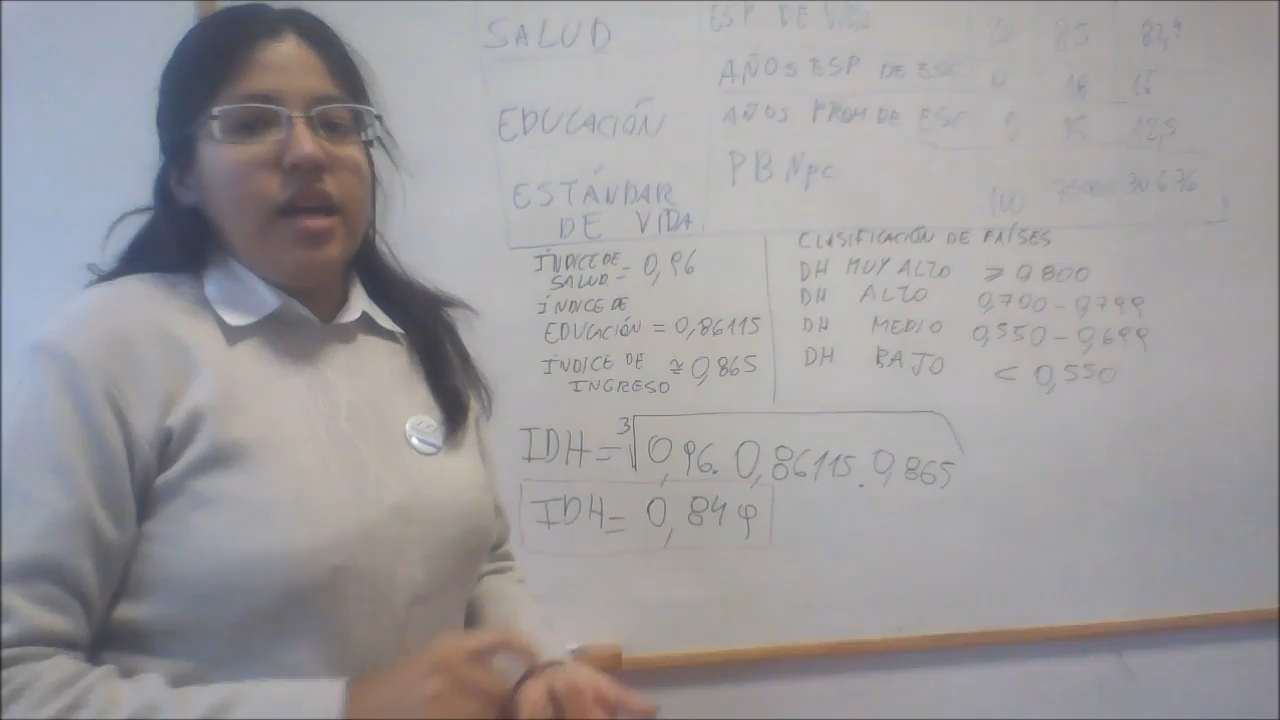 SALUD ESP DE VIDA 20 85 82,4
AÑOS ESP DE ESC 0 18
EDUCACIÓN AÑOS PROM DE ESC 0 15 12,5
PBNpc 100 30676
ESTÁNDAR
DE VIDA
ÍNDICE DE
SALUD = 0,96
ÍNDICE DE
EDUCACIÓN = 0,86115
ÍNDICE DE
INGRESO ≅ 0,865
CLASIFICACIÓN DE PAÍSES
DH MUY ALTO ≥ 0,800
DH ALTO 0,700-0,799
DH MEDIO 0,550-0,699
DH BAJO < 0,550
IDH = ³√0,96.0,86115.0,865
IDH = 0,849